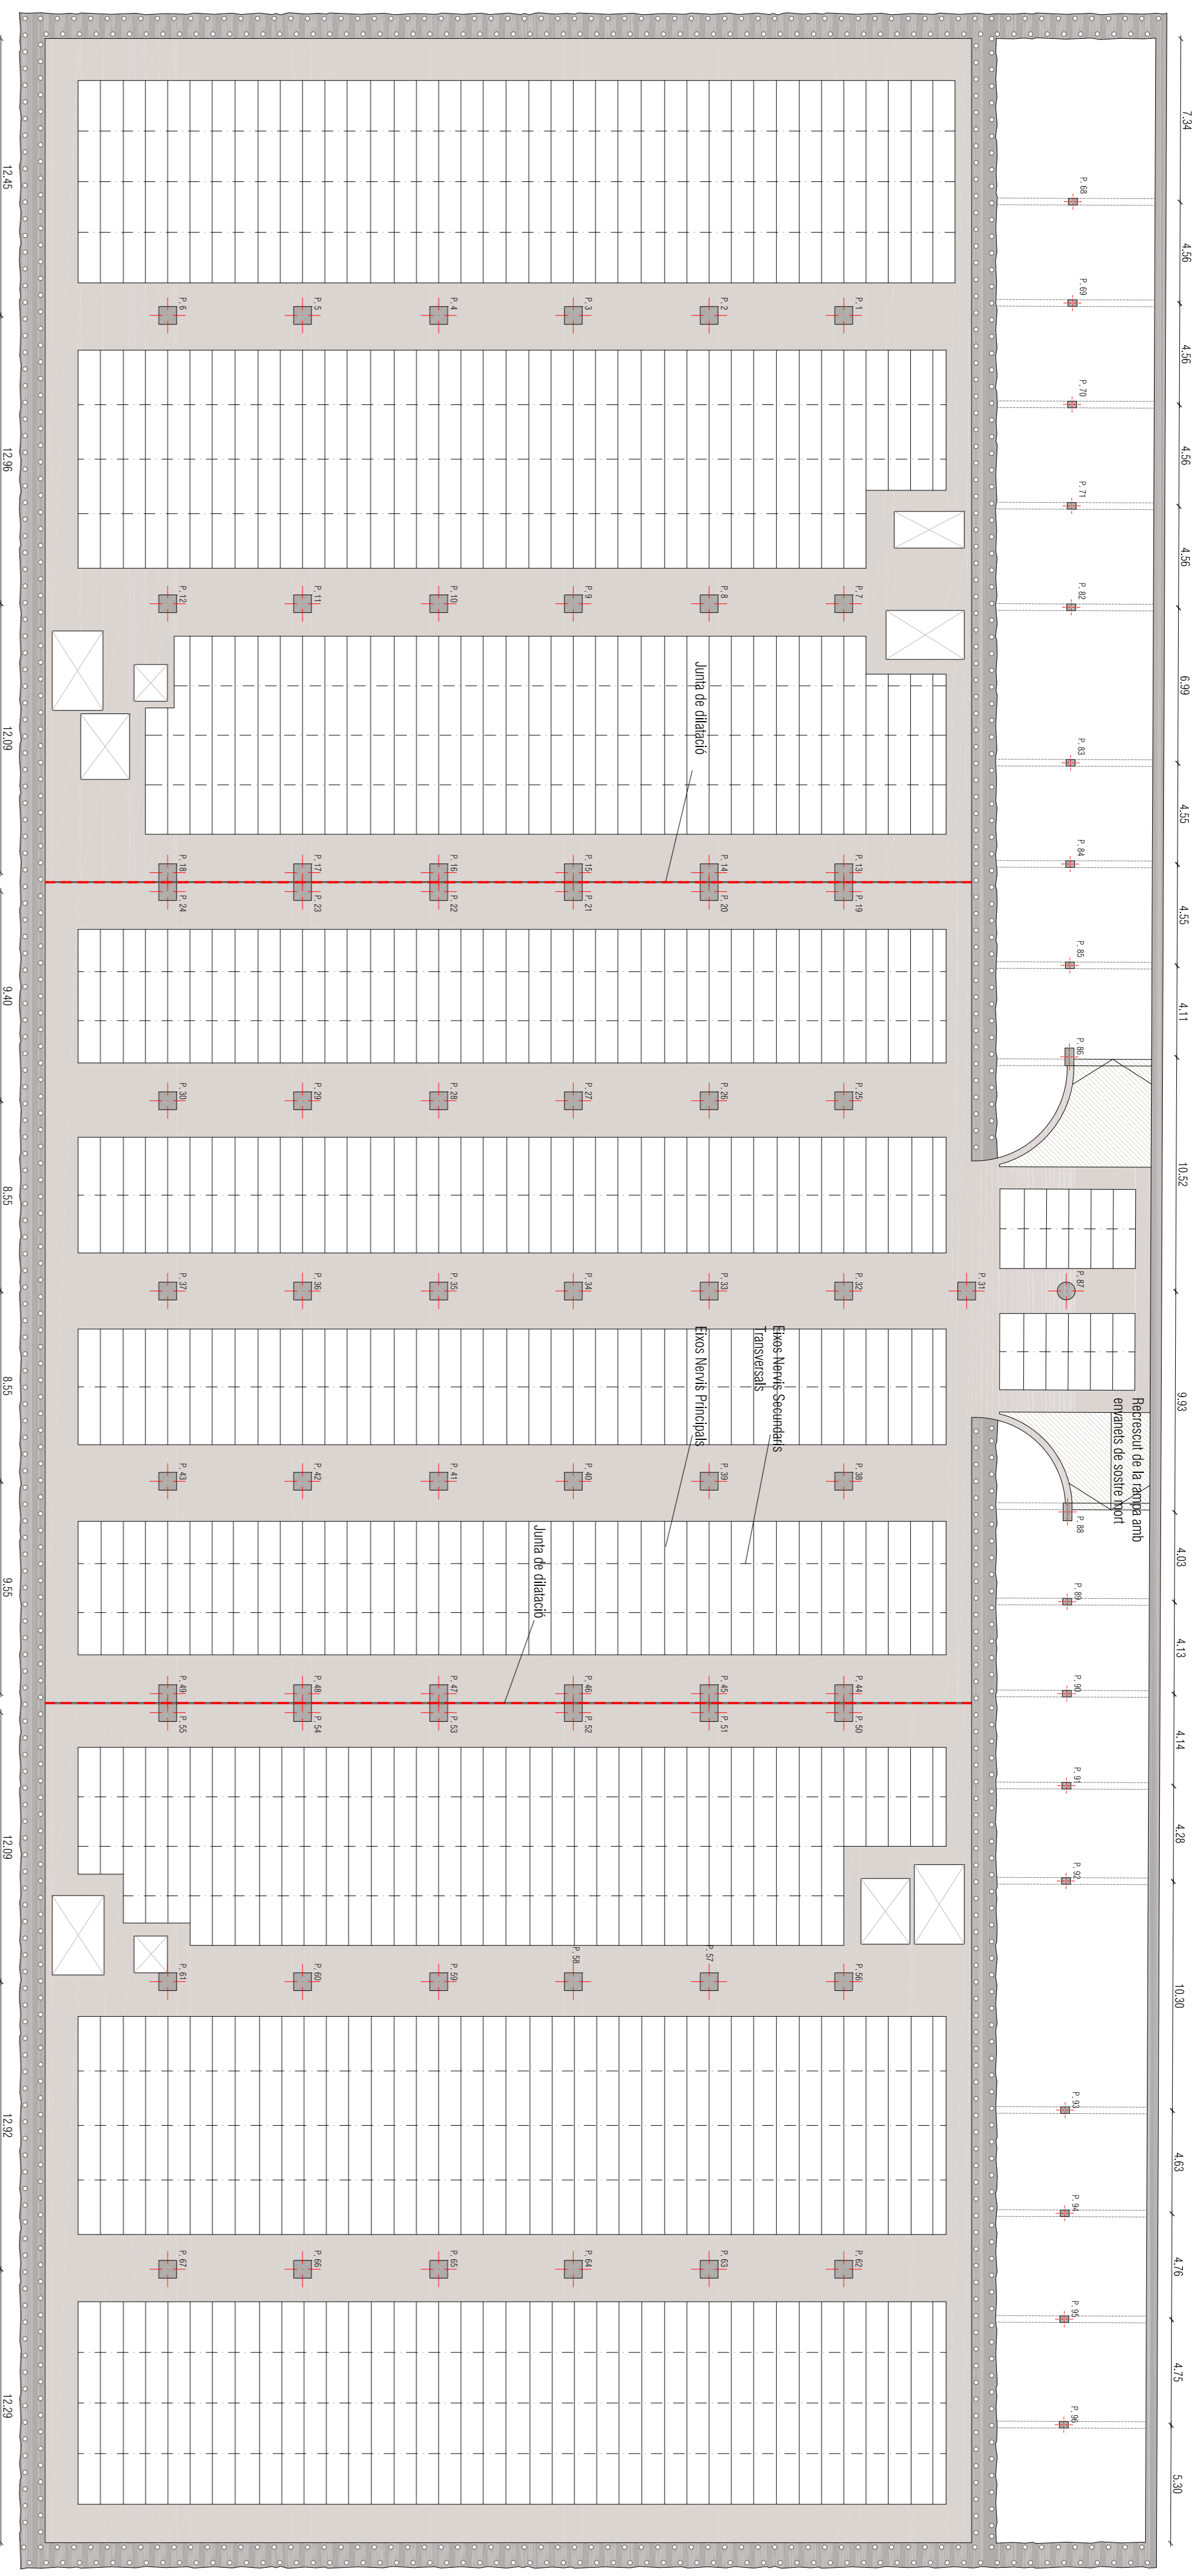 7.34 4.56 4.56 4.56 4.56 6.99 4.55 4.55 4.11 10.52 9.93 4.03 4.13 4.14 4.28 10.30 4.63 4.76 4.75 5.30
Recrescut de la rampa amb
envanets de sostre mort
P.68 P.69 P.70 P.71 P.82 P.83 P.84 P.85 P.86 P.87 P.88 P.89 P.90 P.91 P.92 P.93 P.94 P.95 P.96
P.31
P.1 P.7 P.13 P.19 P.25 P.32 P.38 P.44 P.50 P.56 P.62
Eixos Nervis Secundaris
Transversals
P.2 P.8 P.14 P.20 P.26 P.33 P.39 P.45 P.51 P.57 P.63
Junta de dilatació
Eixos Nervis Principals
P.3 P.9 P.15 P.21 P.27 P.34 P.40 P.46 P.52 P.58 P.64
Junta de dilatació
P.4 P.10 P.16 P.22 P.28 P.35 P.41 P.47 P.53 P.59 P.65
P.5 P.11 P.17 P.23 P.29 P.36 P.42 P.48 P.54 P.60 P.66
P.6 P.12 P.18 P.24 P.30 P.37 P.43 P.49 P.55 P.61 P.67
12.45 12.96 12.09 9.40 8.55 8.55 9.55 12.09 12.92 12.29